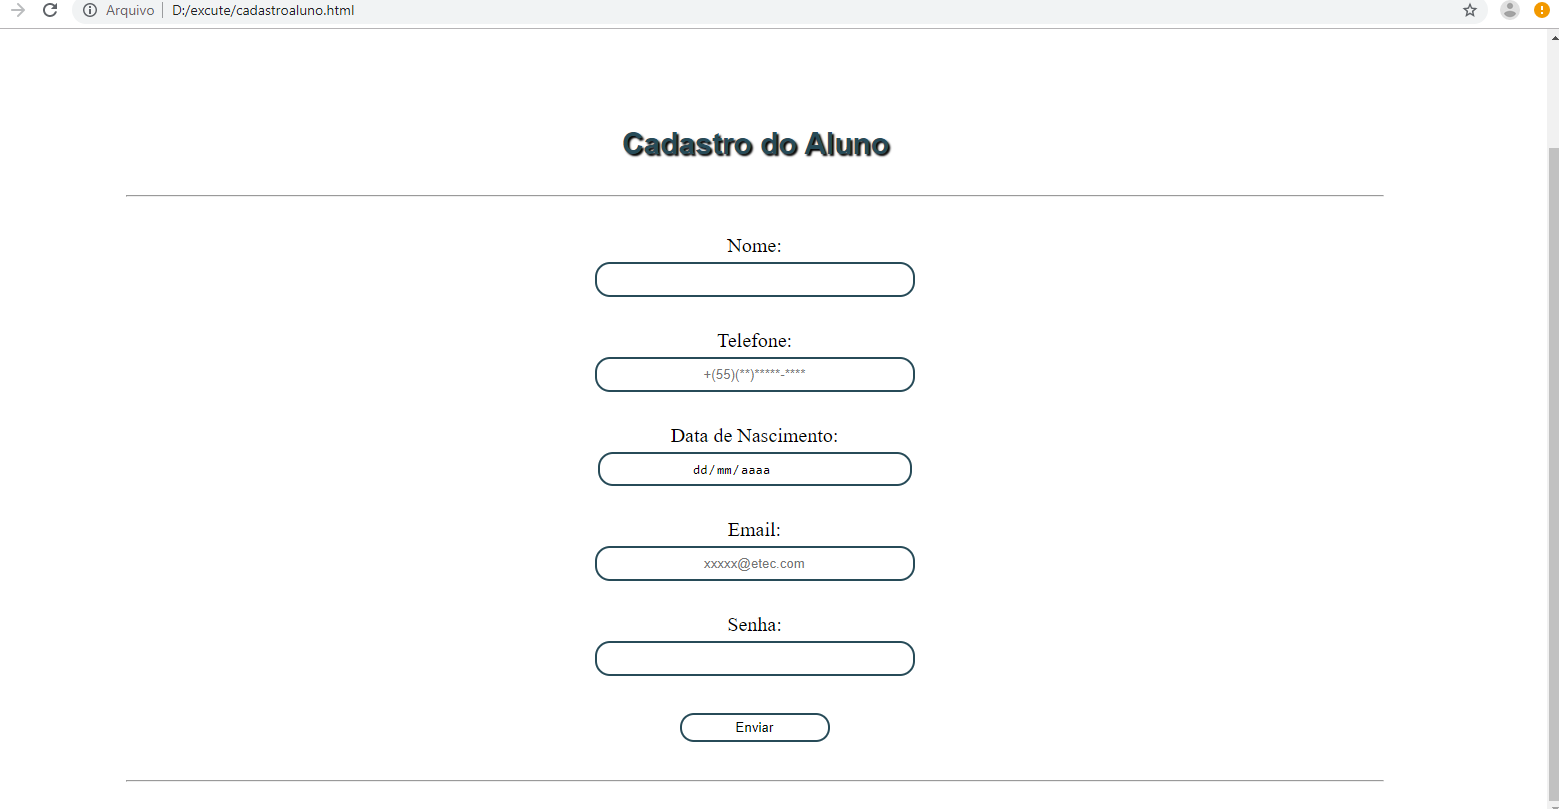 Arquivo | D:/excute/cadastroaluno.html
Cadastro do Aluno
Nome:
Telefone:
+(55)(**)*****-****
Data de Nascimento:
dd/mm/aaaa
Email:
xxxxx@etec.com
Senha:
Enviar